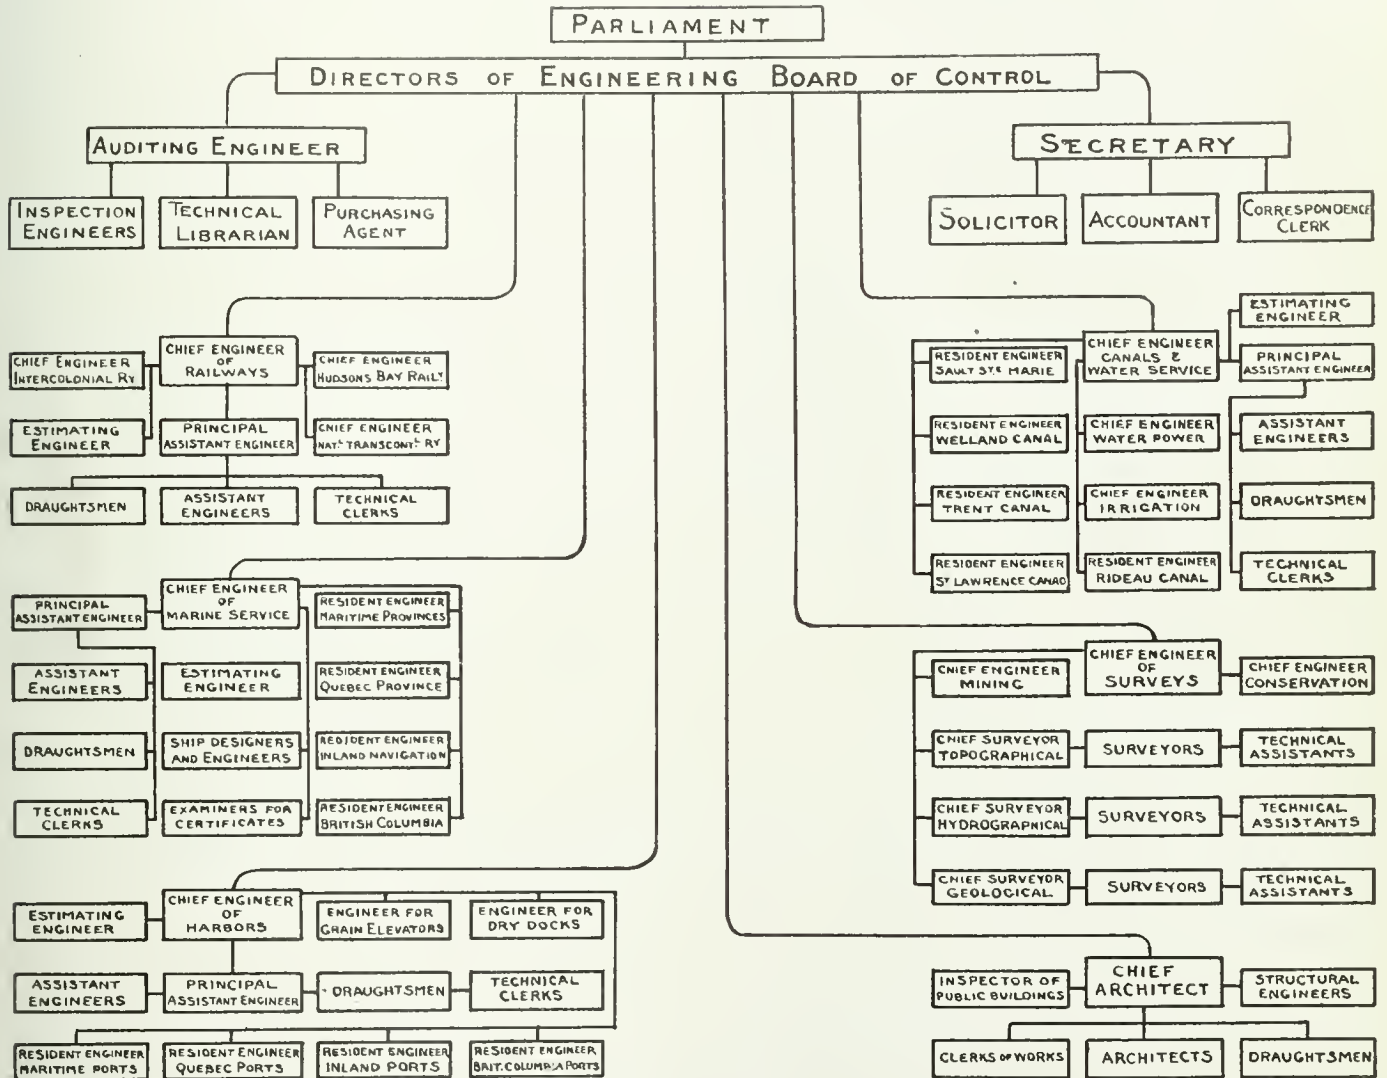 PARLIAMENT
DIRECTORS OF ENGINEERING BOARD OF CONTROL
AUDITING ENGINEER
INSPECTION
ENGINEERS
TECHNICAL
LIBRARIAN
PURCHASING
AGENT
SECRETARY
SOLICITOR
ACCOUNTANT
CORRESPONDENCE
CLERK
CHIEF ENGINEER
OF
RAILWAYS
CHIEF ENGINEER
INTERCOLONIAL RY
CHIEF ENGINEER
HUDSONS BAY RAILY
ESTIMATING
ENGINEER
PRINCIPAL
ASSISTANT ENGINEER
CHIEF ENGINEER
NATL TRANSCONTL RY
DRAUGHTSMEN
ASSISTANT
ENGINEERS
TECHNICAL
CLERKS
CHIEF ENGINEER
OF
MARINE SERVICE
PRINCIPAL
ASSISTANT ENGINEER
RESIDENT ENGINEER
MARITIME PROVINCES
ASSISTANT
ENGINEERS
ESTIMATING
ENGINEER
RESIDENT ENGINEER
QUEBEC PROVINCE
DRAUGHTSMEN
SHIP DESIGNERS
AND ENGINEERS
RESIDENT ENGINEER
INLAND NAVIGATION
TECHNICAL
CLERKS
EXAMINERS FOR
CERTIFICATES
RESIDENT ENGINEER
BRITISH COLUMBIA
CHIEF ENGINEER
OF
HARBORS
ESTIMATING
ENGINEER
ENGINEER FOR
GRAIN ELEVATORS
ENGINEER FOR
DRY DOCKS
ASSISTANT
ENGINEERS
PRINCIPAL
ASSISTANT ENGINEER
DRAUGHTSMEN
TECHNICAL
CLERKS
RESIDENT ENGINEER
MARITIME PORTS
RESIDENT ENGINEER
QUEBEC PORTS
RESIDENT ENGINEER
INLAND PORTS
RESIDENT ENGINEER
BRIT. COLUMBIA PORTS
CHIEF ENGINEER
CANALS &
WATER SERVICE
ESTIMATING
ENGINEER
RESIDENT ENGINEER
SAULT STE MARIE
PRINCIPAL
ASSISTANT ENGINEER
RESIDENT ENGINEER
WELLAND CANAL
CHIEF ENGINEER
WATER POWER
ASSISTANT
ENGINEERS
RESIDENT ENGINEER
TRENT CANAL
CHIEF ENGINEER
IRRIGATION
DRAUGHTSMEN
RESIDENT ENGINEER
ST LAWRENCE CANAD
RESIDENT ENGINEER
RIDEAU CANAL
TECHNICAL
CLERKS
CHIEF ENGINEER
OF
SURVEYS
CHIEF ENGINEER
MINING
CHIEF ENGINEER
CONSERVATION
CHIEF SURVEYOR
TOPOGRAPHICAL
SURVEYORS
TECHNICAL
ASSISTANTS
CHIEF SURVEYOR
HYDROGRAPHICAL
SURVEYORS
TECHNICAL
ASSISTANTS
CHIEF SURVEYOR
GEOLOGICAL
SURVEYORS
TECHNICAL
ASSISTANTS
CHIEF
ARCHITECT
INSPECTOR OF
PUBLIC BUILDINGS
STRUCTURAL
ENGINEERS
CLERKS OF WORKS
ARCHITECTS
DRAUGHTSMEN